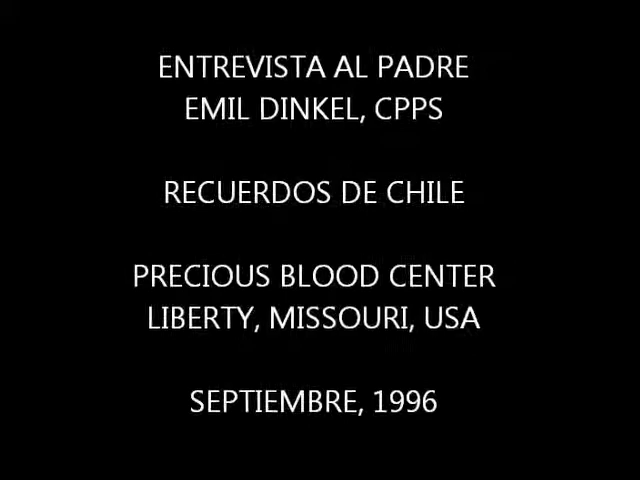 ENTREVISTA AL PADRE
EMIL DINKEL, CPPS
RECUERDOS DE CHILE
PRECIOUS BLOOD CENTER
LIBERTY, MISSOURI, USA
SEPTIEMBRE, 1996